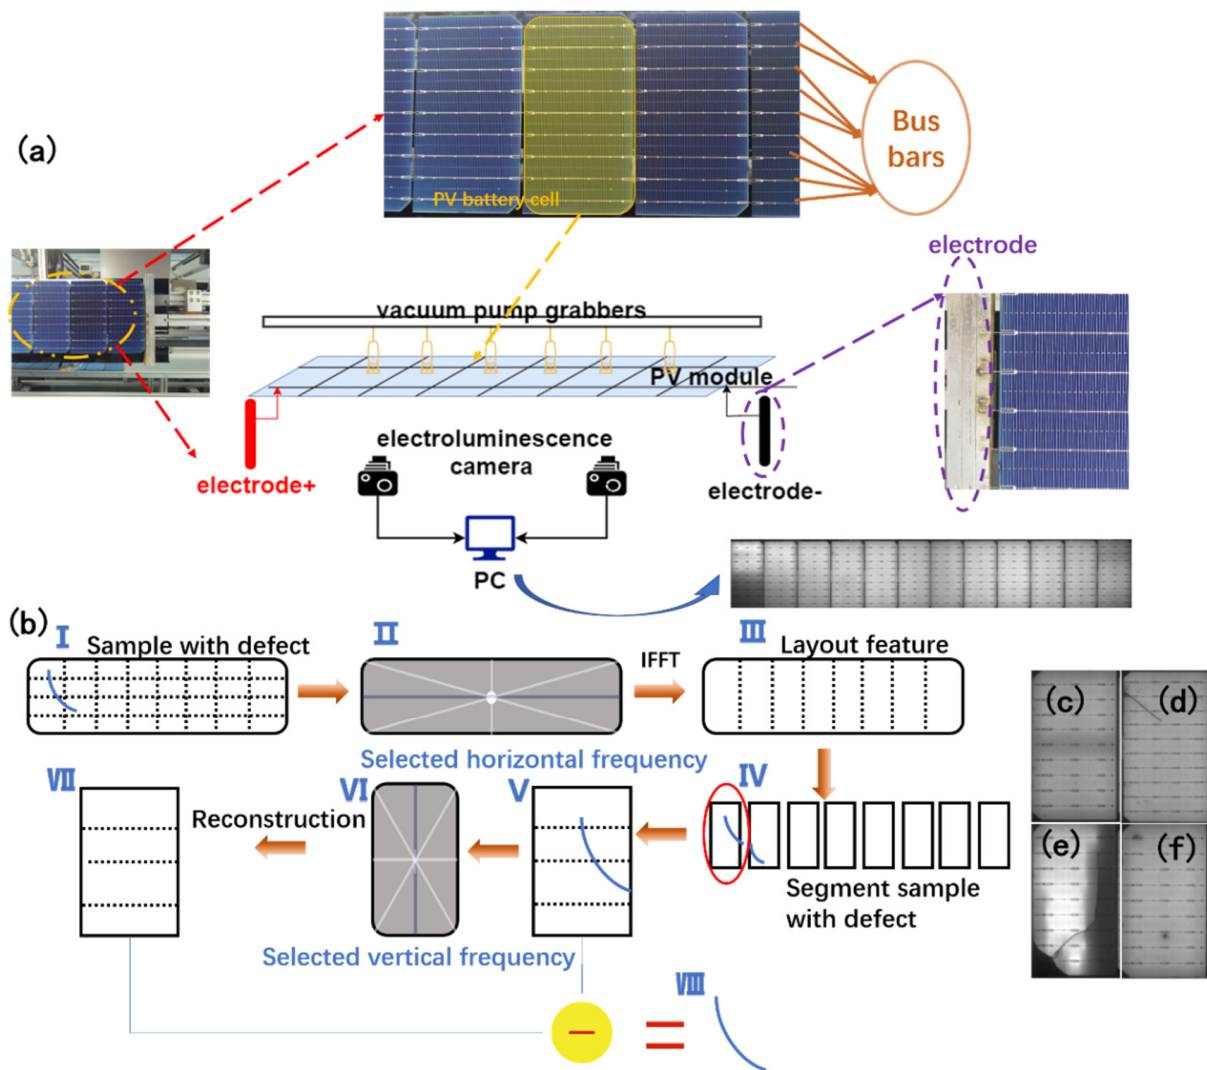 (a)
Bus
bars
PV battery cell
electrode
vacuum pump grabbers
PV module
electroluminescence
camera
electrode+
electrode-
PC
(b)
I
Sample with defect
II
IFFT
III
Layout feature
Selected horizontal frequency
(c)
(d)
VII
VI
V
IV
Reconstruction
Segment sample
with defect
(e)
(f)
Selected vertical frequency
VIII